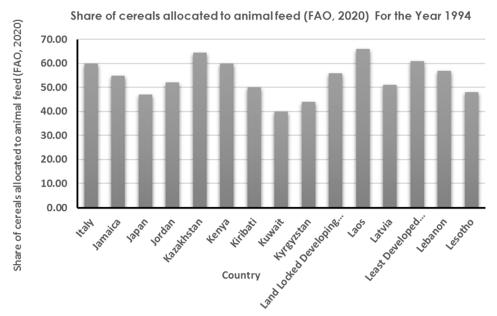 Share of cereals allocated to animal feed (FAO, 2020) For the Year 1994
Share of cereals allocated to animal feed (FAO, 2020)
70.00
60.00
50.00
40.00
30.00
20.00
10.00
0.00
Italy
Jamaica
Japan
Jordan
Kazakhstan
Kenya
Kiribati
Kuwait
Kyrgyzstan
Land Locked Developing...
Laos
Latvia
Least Developed...
Lebanon
Lesotho
Country